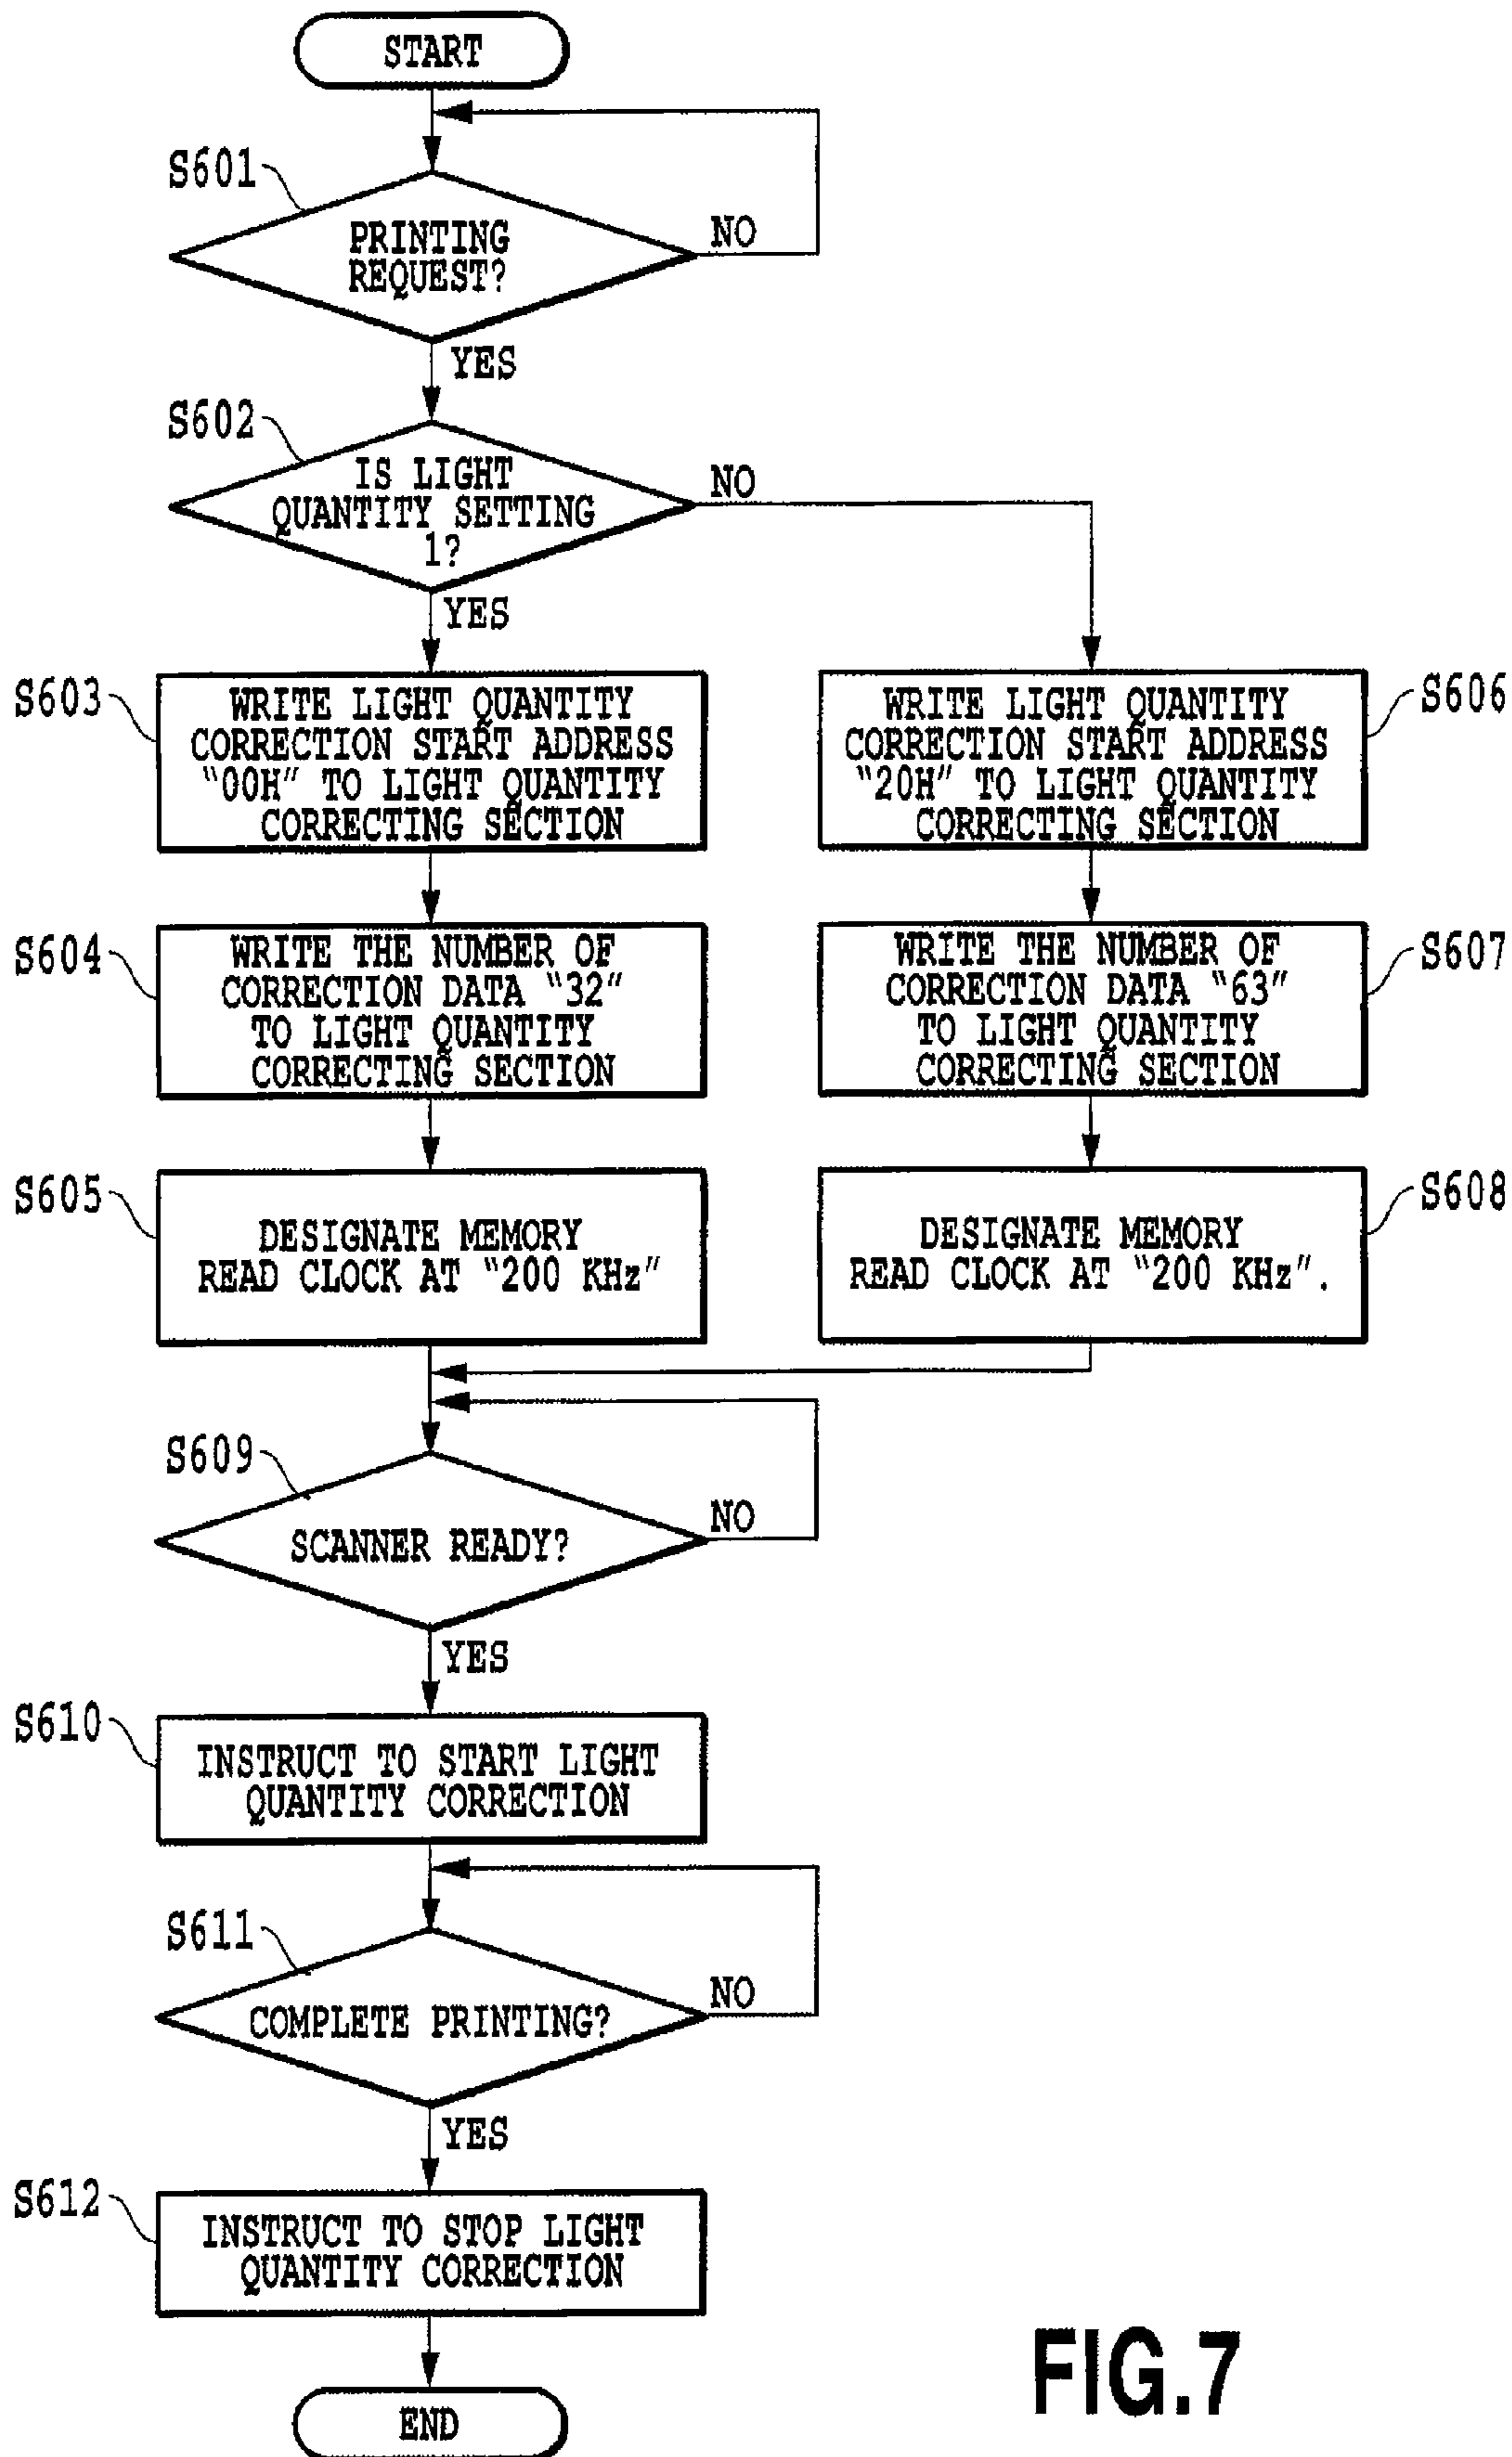 START
S601
PRINTING
REQUEST?
NO
YES
S602
IS LIGHT
QUANTITY SETTING
1?
NO
YES
S603
WRITE LIGHT QUANTITY
CORRECTION START ADDRESS
“00H” TO LIGHT QUANTITY
CORRECTING SECTION
S606
WRITE LIGHT QUANTITY
CORRECTION START ADDRESS
“20H” TO LIGHT QUANTITY
CORRECTING SECTION
S604
WRITE THE NUMBER OF
CORRECTION DATA “32”
TO LIGHT QUANTITY
CORRECTING SECTION
S607
WRITE THE NUMBER OF
CORRECTION DATA “63”
TO LIGHT QUANTITY
CORRECTING SECTION
S605
DESIGNATE MEMORY
READ CLOCK AT “200 KHz”
S608
DESIGNATE MEMORY
READ CLOCK AT “200 KHz”.
S609
SCANNER READY?
NO
YES
S610
INSTRUCT TO START LIGHT
QUANTITY CORRECTION
S611
COMPLETE PRINTING?
NO
YES
S612
INSTRUCT TO STOP LIGHT
QUANTITY CORRECTION
END
FIG.7